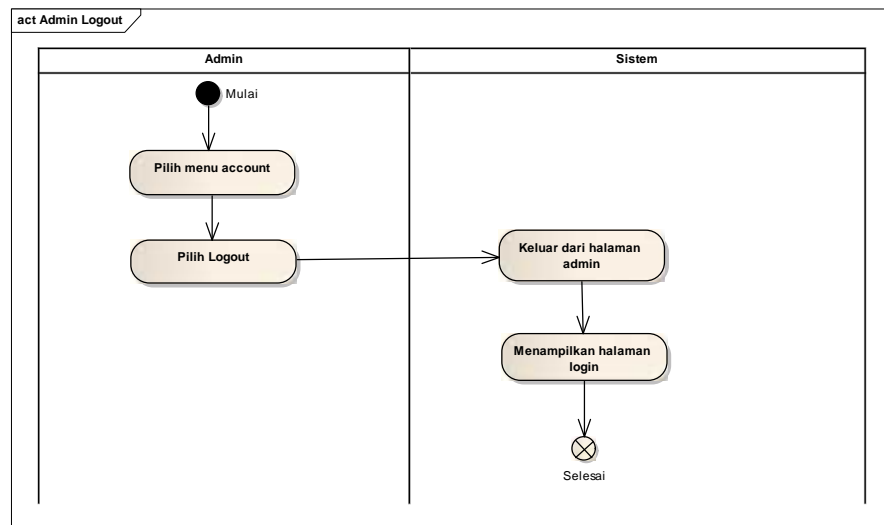 act Admin Logout
Admin
Sistem
Mulai
Pilih menu account
Pilih Logout
Keluar dari halaman
admin
Menampilkan halaman
login
Selesai